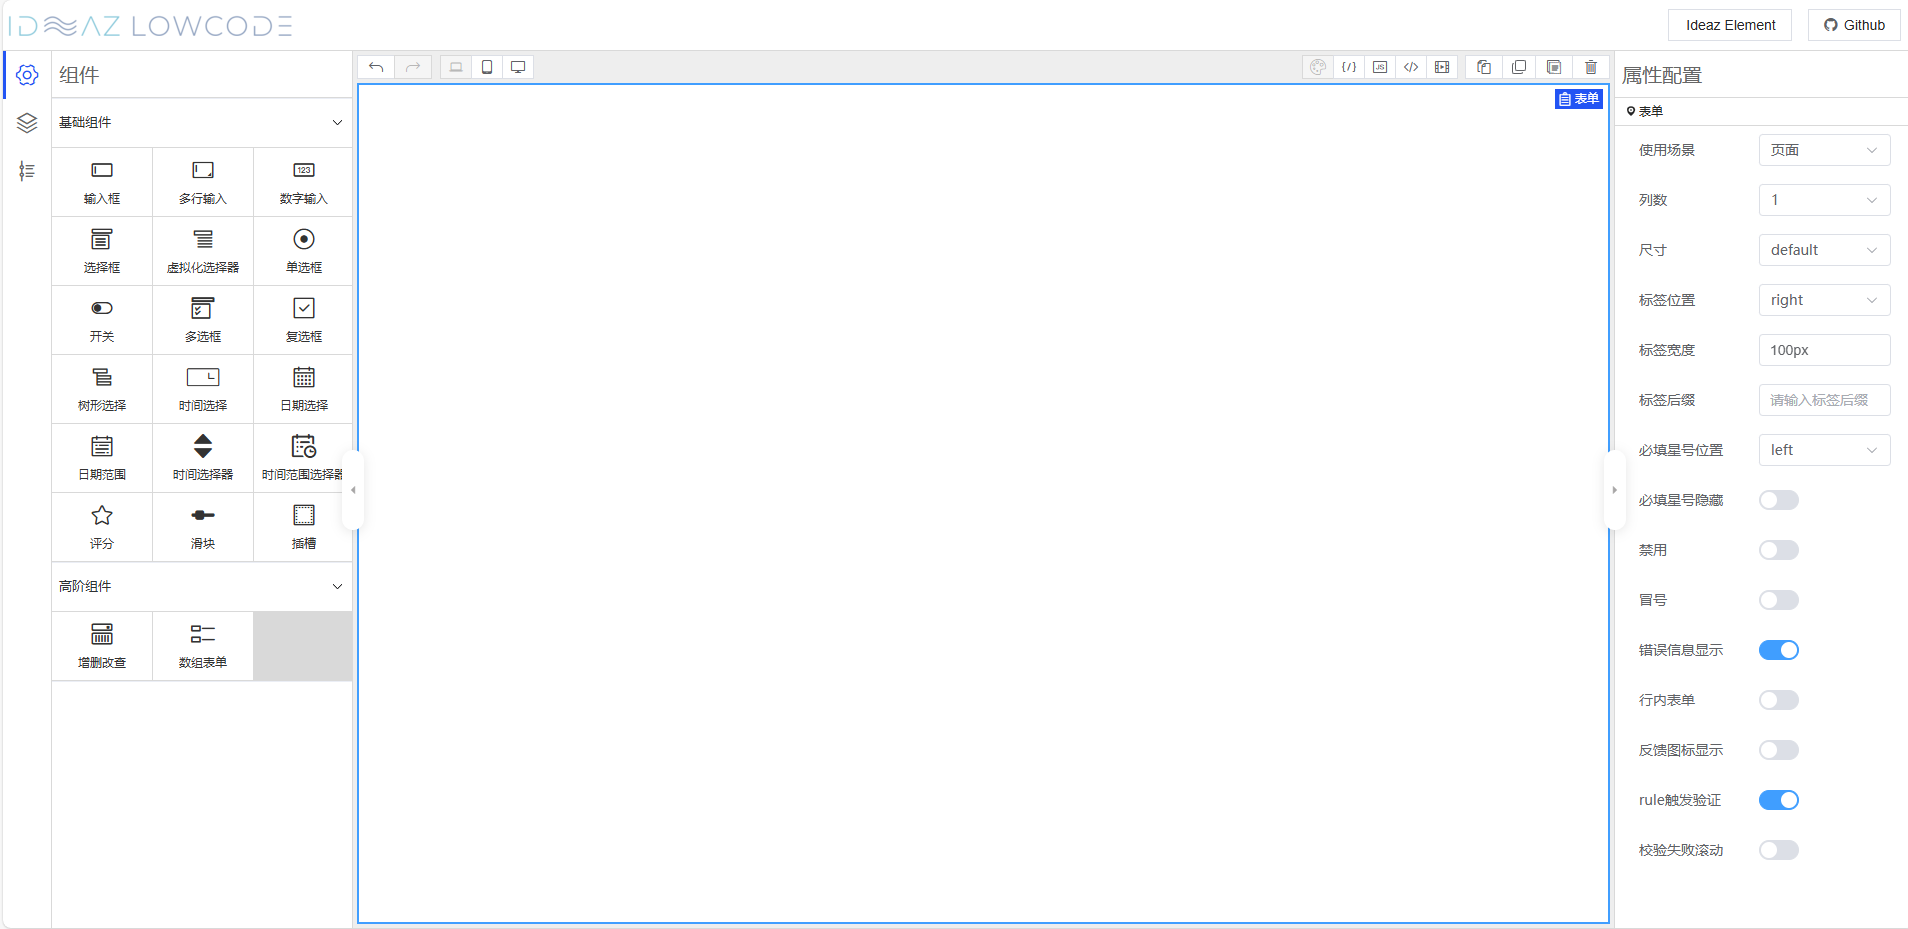 IDEAZ LOWCODE
Ideaz Element
Github
组件
属性配置
表单
表单
基础组件
输入框
多行输入
数字输入
选择框
虚拟化选择器
单选框
开关
多选框
复选框
树形选择
时间选择
日期选择
日期范围
时间选择器
时间范围选择器
评分
滑块
插槽
高阶组件
增删改查
数组表单
使用场景
页面
列数
1
尺寸
default
标签位置
right
标签宽度
100px
标签后缀
请输入标签后缀
必填星号位置
left
必填星号隐藏
禁用
冒号
错误信息显示
行内表单
反馈图标显示
rule触发验证
校验失败滚动